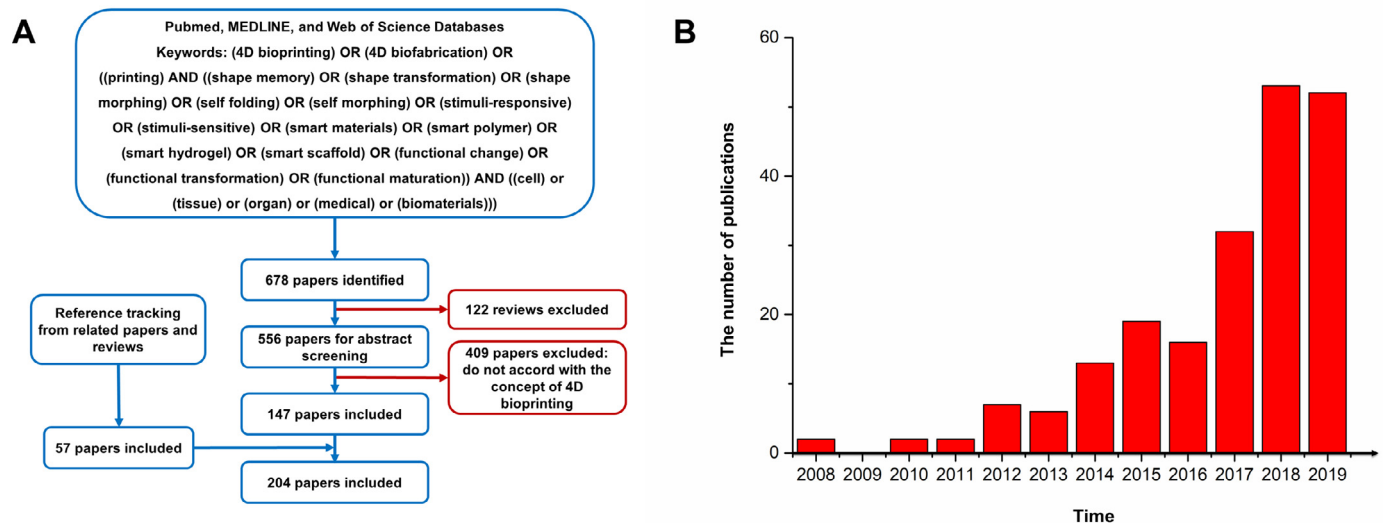 A
Pubmed, MEDLINE, and Web of Science Databases
Keywords: (4D bioprinting) OR (4D biofabrication) OR
((printing) AND ((shape memory) OR (shape transformation) OR (shape
morphing) OR (self folding) OR (self morphing) OR (stimuli-responsive)
OR (stimuli-sensitive) OR (smart materials) OR (smart polymer) OR
(smart hydrogel) OR (smart scaffold) OR (functional change) OR
(functional transformation) OR (functional maturation)) AND ((cell) or
(tissue) or (organ) or (medical) or (biomaterials)))
678 papers identified
122 reviews excluded
Reference tracking
from related papers and
reviews
556 papers for abstract
screening
409 papers excluded:
do not accord with the
concept of 4D
bioprinting
147 papers included
57 papers included
204 papers included
B
The number of publications
60
40
20
0
2008 2009 2010 2011 2012 2013 2014 2015 2016 2017 2018 2019
Time